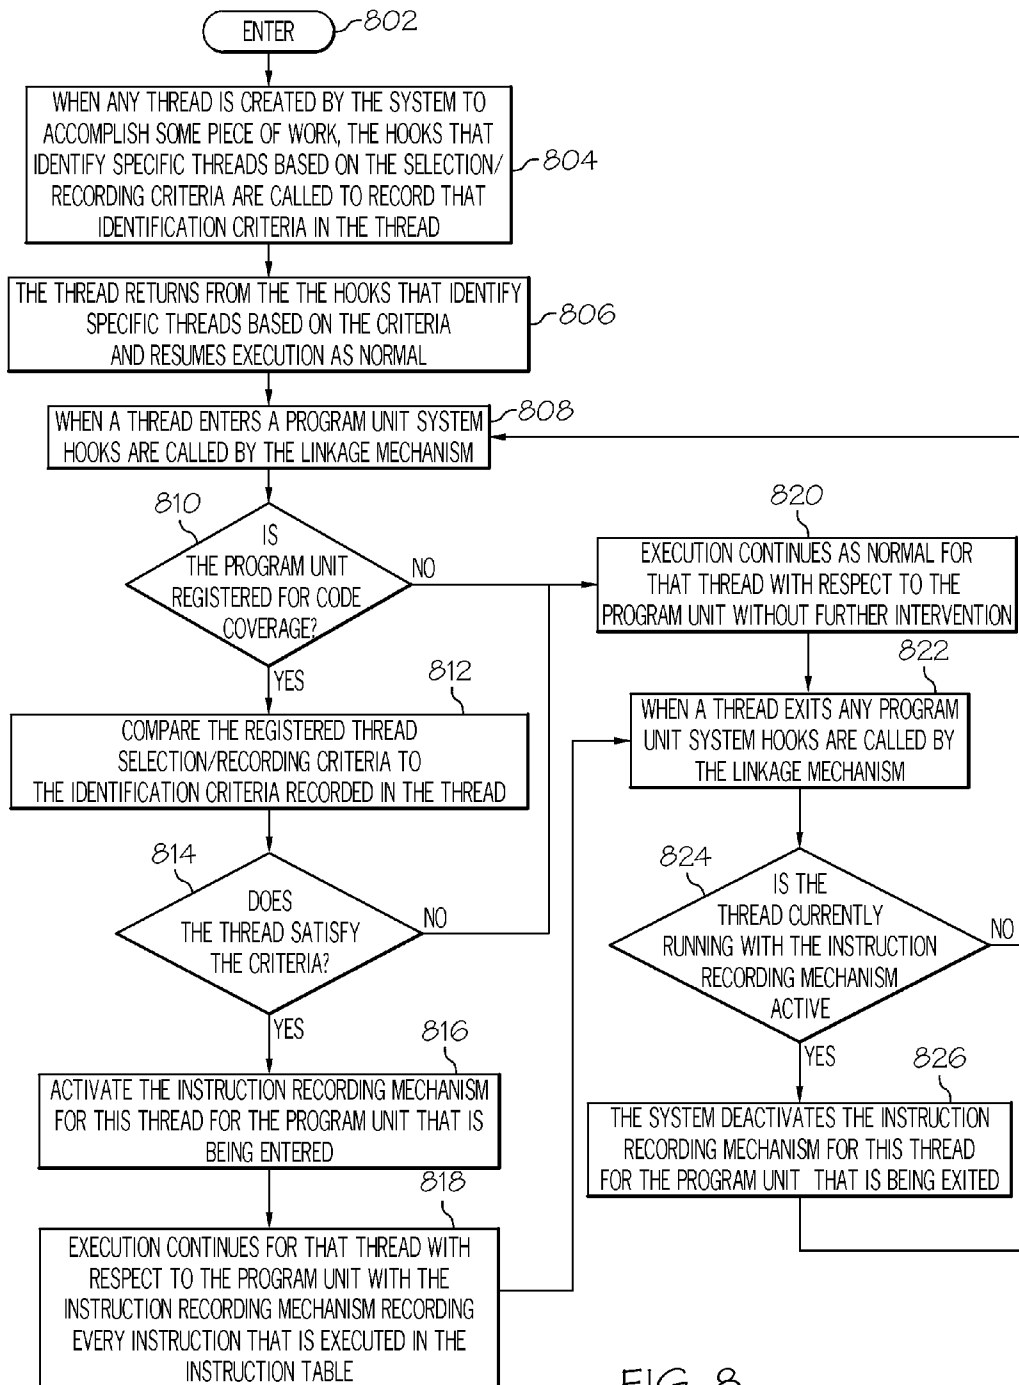 ENTER
802
WHEN ANY THREAD IS CREATED BY THE SYSTEM TO
ACCOMPLISH SOME PIECE OF WORK, THE HOOKS THAT
IDENTIFY SPECIFIC THREADS BASED ON THE SELECTION/
RECORDING CRITERIA ARE CALLED TO RECORD THAT
IDENTIFICATION CRITERIA IN THE THREAD
804
THE THREAD RETURNS FROM THE THE HOOKS THAT IDENTIFY
SPECIFIC THREADS BASED ON THE CRITERIA
AND RESUMES EXECUTION AS NORMAL
806
WHEN A THREAD ENTERS A PROGRAM UNIT SYSTEM
HOOKS ARE CALLED BY THE LINKAGE MECHANISM
808
810
IS
THE PROGRAM UNIT
REGISTERED FOR CODE
COVERAGE?
NO
YES
812
COMPARE THE REGISTERED THREAD
SELECTION/RECORDING CRITERIA TO
THE IDENTIFICATION CRITERIA RECORDED IN THE THREAD
814
DOES
THE THREAD SATISFY
THE CRITERIA?
NO
YES
816
ACTIVATE THE INSTRUCTION RECORDING MECHANISM
FOR THIS THREAD FOR THE PROGRAM UNIT THAT IS
BEING ENTERED
818
EXECUTION CONTINUES FOR THAT THREAD WITH
RESPECT TO THE PROGRAM UNIT WITH THE
INSTRUCTION RECORDING MECHANISM RECORDING
EVERY INSTRUCTION THAT IS EXECUTED IN THE
INSTRUCTION TABLE
820
EXECUTION CONTINUES AS NORMAL FOR
THAT THREAD WITH RESPECT TO THE
PROGRAM UNIT WITHOUT FURTHER INTERVENTION
822
WHEN A THREAD EXITS ANY PROGRAM
UNIT SYSTEM HOOKS ARE CALLED BY
THE LINKAGE MECHANISM
824
IS THE
THREAD CURRENTLY
RUNNING WITH THE INSTRUCTION
RECORDING MECHANISM
ACTIVE
NO
YES
826
THE SYSTEM DEACTIVATES THE INSTRUCTION
RECORDING MECHANISM FOR THIS THREAD
FOR THE PROGRAM UNIT THAT IS BEING EXITED
FIG. 8